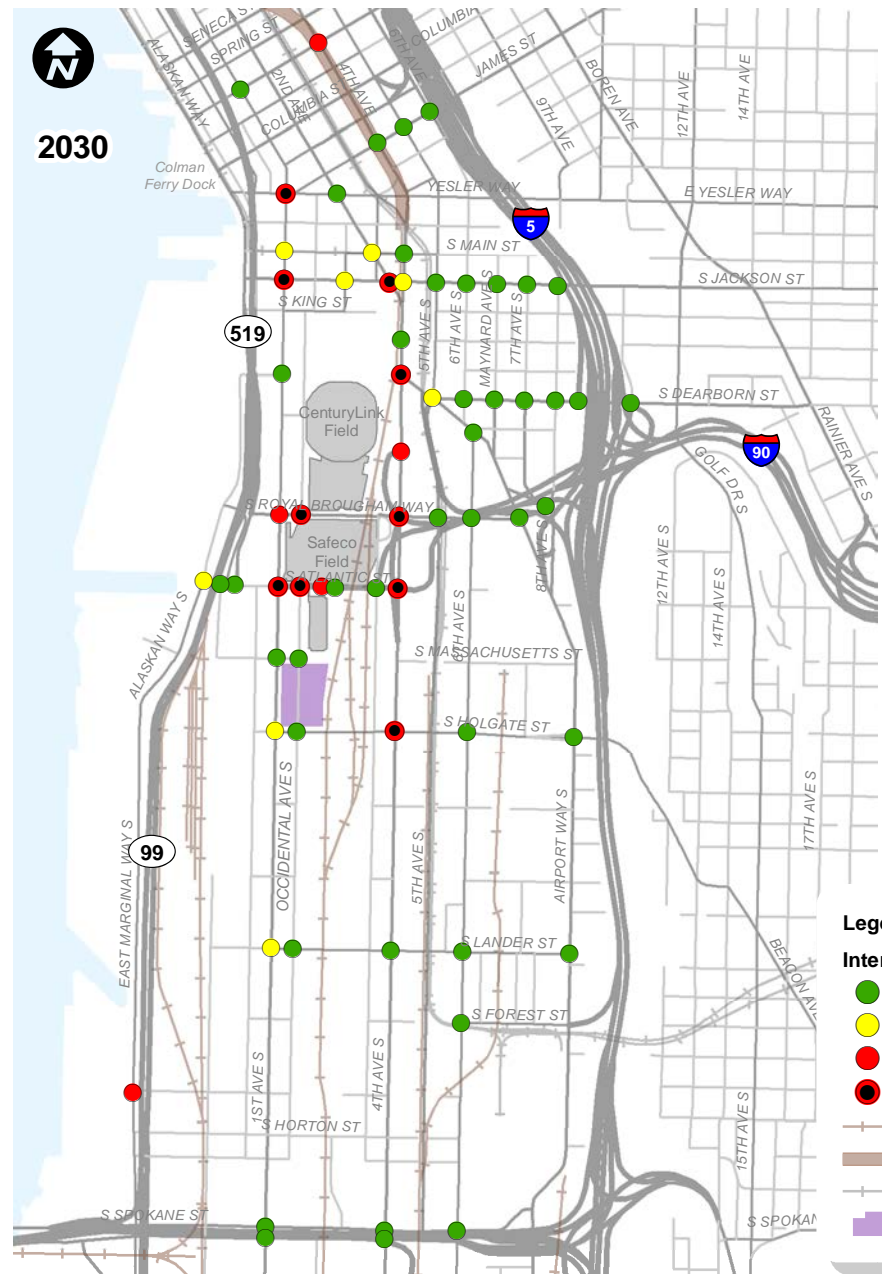 SENECA ST
SPRING ST
COLUMBIA
6TH AVE
JAMES ST
ALASKAN WAY
2ND AVE
4TH AVE
BOREN AVE
12TH AVE
14TH AVE
N
2030
COLUMBIA ST
9TH AVE
Colman
Ferry Dock
YESLER WAY
E YESLER WAY
5
S MAIN ST
S JACKSON ST
S KING ST
519
5TH AVE S
6TH AVE S
MAYNARD AVE S
7TH AVE S
S DEARBORN ST
CenturyLink
Field
RAINIER AVE S
90
GOLF DR S
S ROYAL BROUGHAM WAY
Safeco
Field
8TH AVE S
12TH AVE S
S ATLANTIC ST
14TH AVE S
ALASKAN WAY S
6TH AVE S
S MASSACHUSETTS ST
S HOLGATE ST
OCCIDENTAL AVE S
5TH AVE S
AIRPORT WAY S
17TH AVE S
99
EAST MARGINAL WAY S
Lege
S LANDER ST
Inter
BEACON AVE
S FOREST ST
1ST AVE S
4TH AVE S
S HORTON ST
15TH AVE S
S SPOKANE ST
S SPOKAN